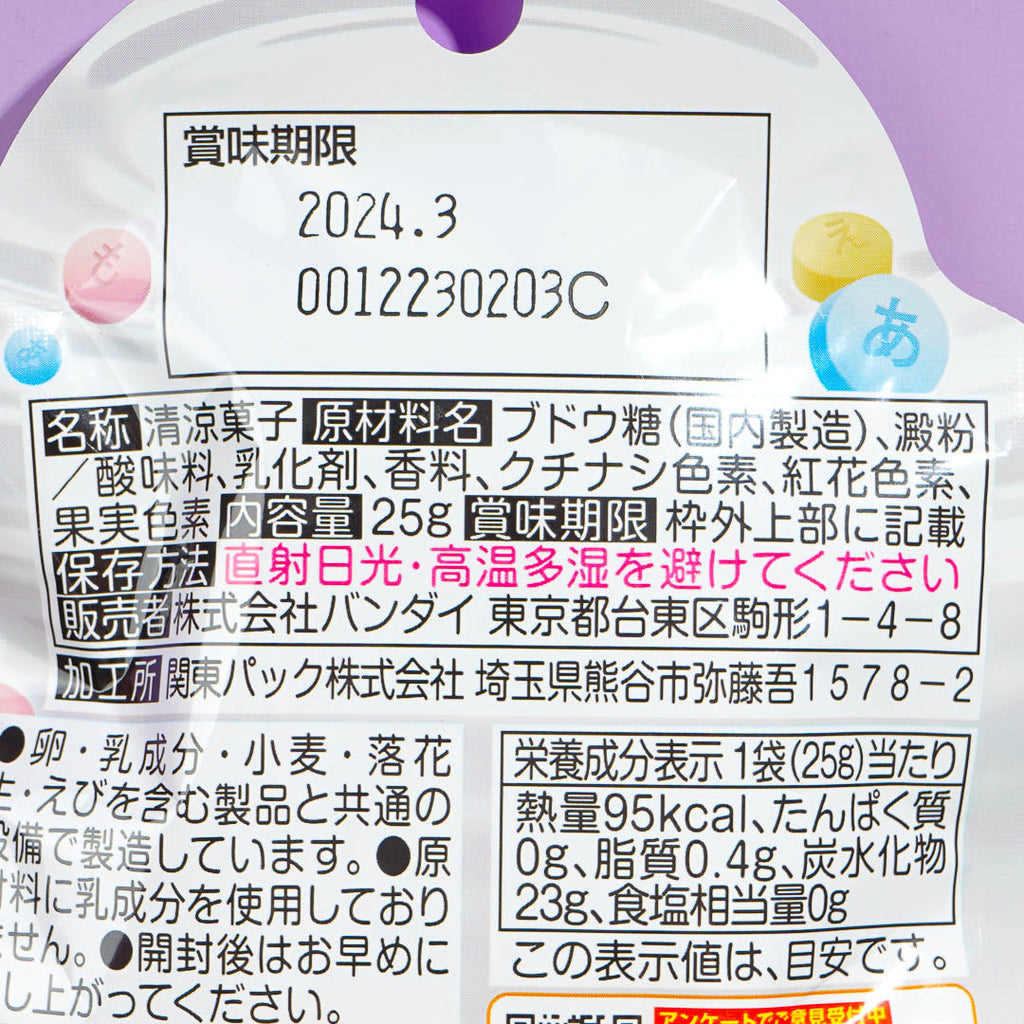 賞味期限
2024.3
0012230203C
も
え
あ
名称 清涼菓子 原材料名 ブドウ糖(国内製造)、澱粉
/酸味料、乳化剤、香料、クチナシ色素、紅花色素、
果実色素 内容量 25g 賞味期限 枠外上部に記載
保存方法 直射日光・高温多湿を避けてください
販売者 株式会社バンダイ 東京都台東区駒形1-4-8
加工所 関東パック株式会社 埼玉県熊谷市弥藤吾1578-2
●卵・乳成分・小麦・落花
生・えびを含む製品と共通の
設備で製造しています。●原
材料に乳成分を使用しており
ません。●開封後はお早めに
し上がってください。
栄養成分表示 1袋(25g)当たり
熱量95kcal、たんぱく質
0g、脂質0.4g、炭水化物
23g、食塩相当量0g
この表示値は、目安です。
アンケートでご意見受付中